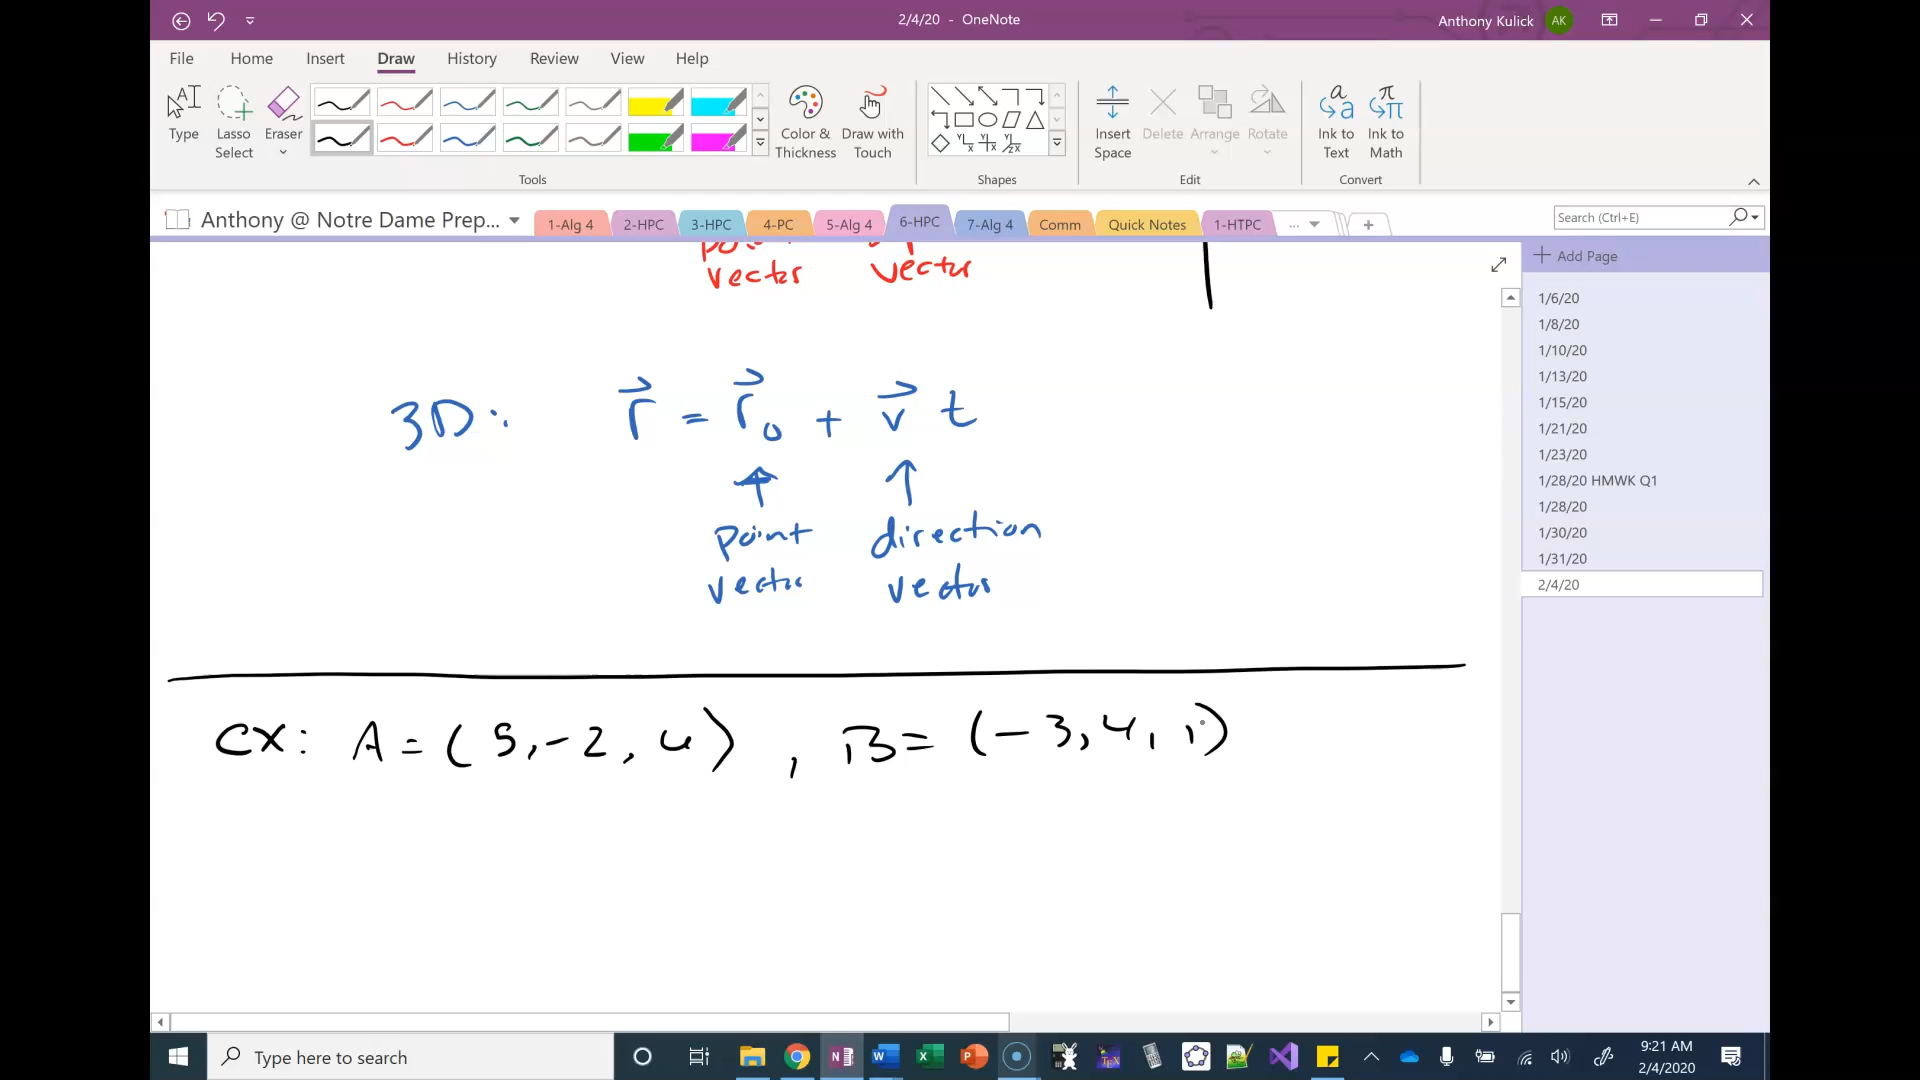 2/4/20 - OneNote
Anthony Kulick AK
File Home Insert Draw History Review View Help
Type Lasso Select Eraser Color & Thickness Draw with Touch Insert Space Delete Arrange Rotate Ink to Text Ink to Math
Tools Shapes Edit Convert
Anthony @ Notre Dame Prep... 1-Alg 4 2-HPC 3-HPC 4-PC 5-Alg 4 6-HPC 7-Alg 4 Comm Quick Notes 1-HTPC ... + Search (Ctrl+E)
+ Add Page
1/6/20
1/8/20
1/10/20
1/13/20
1/15/20
1/21/20
1/23/20
1/28/20 HMWK Q1
1/28/20
1/30/20
1/31/20
2/4/20
vector vector
3D: r⃗ = r⃗₀ + v⃗ t
point direction
vector vector
ex: A = (5, -2, 4) , B = (-3, 4, 1)
Type here to search
9:21 AM
2/4/2020